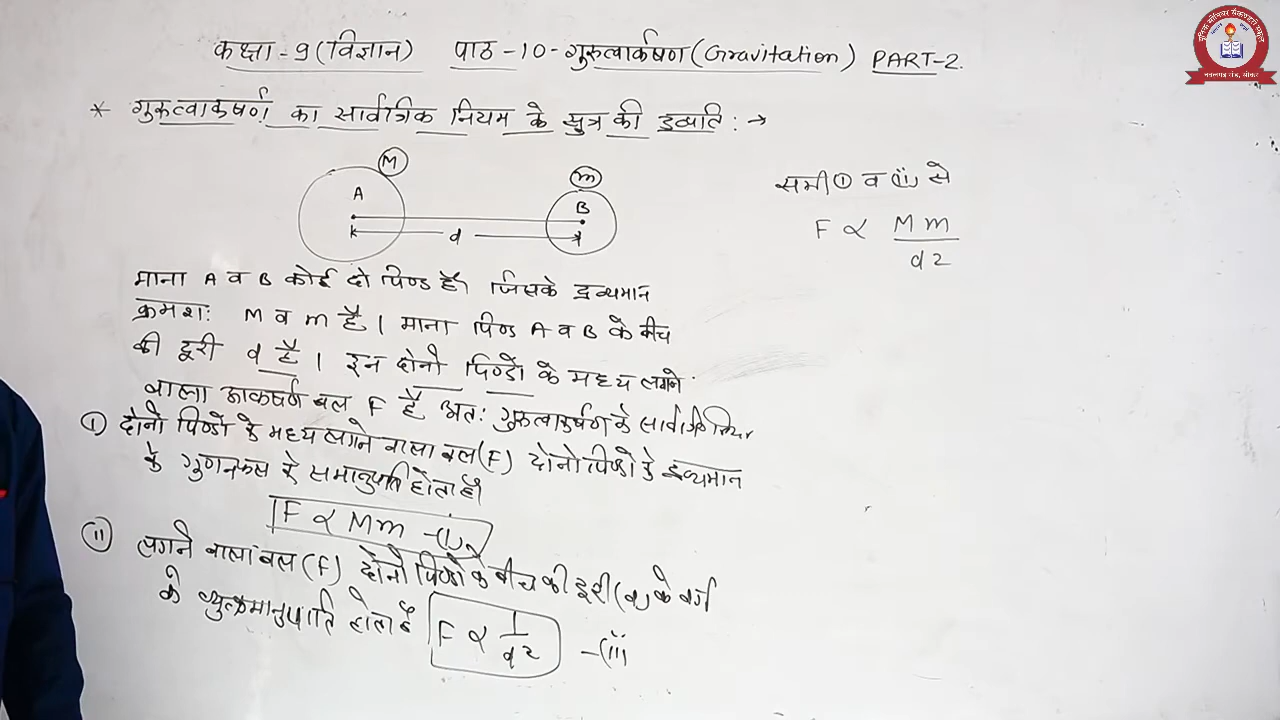 कक्षा-9(विज्ञान) पाठ-10-गुरुत्वाकर्षण(Gravitation) PART-2.
* गुरुत्वाकर्षण का सार्वत्रिक नियम के सुत्र की उत्पति :→
M
m
A
B
d
माना A व B कोई दो पिण्ड है। जिसके द्रव्यमान
क्रमशः M व m है। माना पिण्ड A व B के बीच
की दूरी d है। इन दोनो पिण्डो के मध्य लगने
वाला आकर्षण बल F है अतः गुरुत्वाकर्षण के सार्वत्रिक
(i) दोनो पिण्डो के मध्य लगने वाला बल(F) दोनो पिण्डो के द्रव्यमान
के गुणनफल के समानुपाति होता है।
F ∝ Mm -(i)
(ii) लगने वाला बल(F) दोनो पिण्डो के बीच की दूरी(d) के वर्ग
के व्युत्क्रमानुपाति होता है F ∝ 1/d2 -(ii)
समी (i) व (ii) से
F ∝ Mm/d2